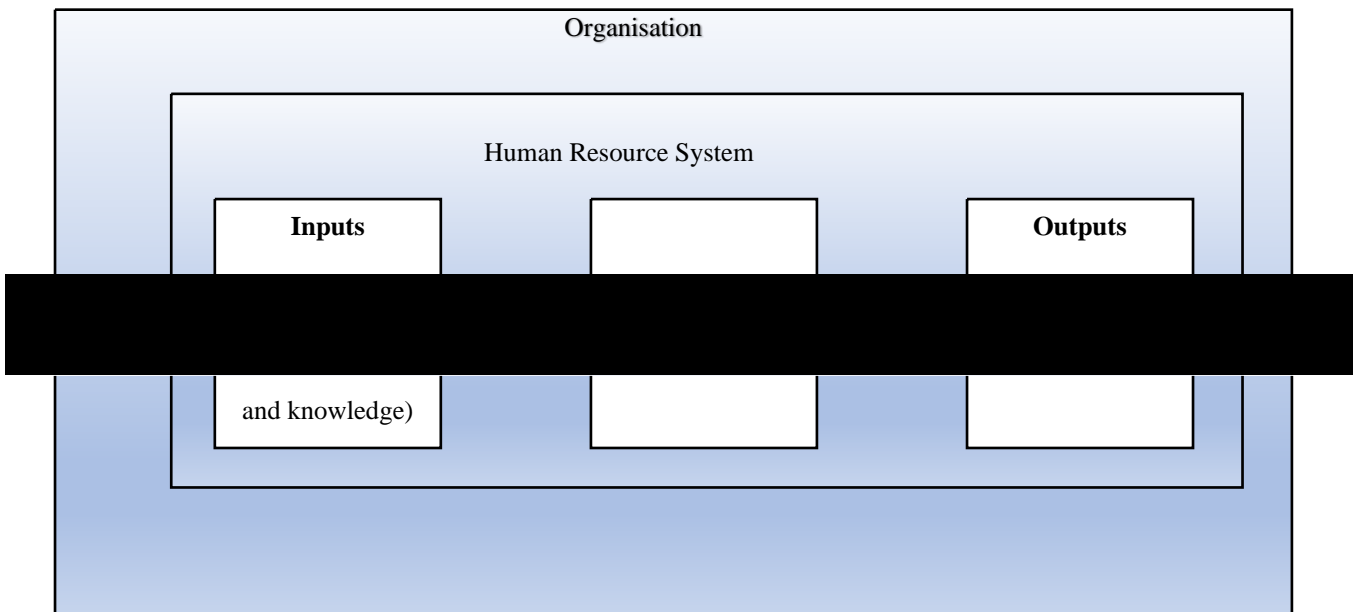 Organisation
Human Resource System
Inputs
Outputs
and knowledge)